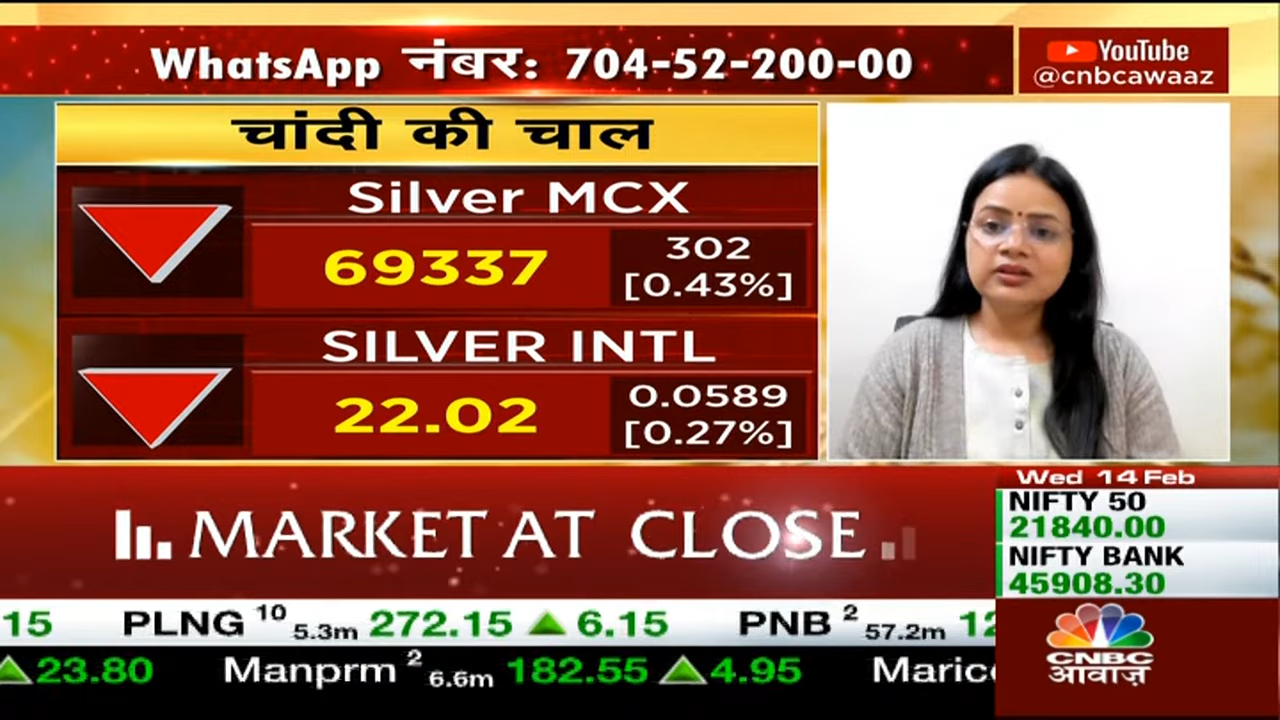 WhatsApp नंबर: 704-52-200-00
YouTube
@cnbcawaaz
चांदी की चाल
Silver MCX
69337
302
[0.43%]
SILVER INTL
22.02
0.0589
[0.27%]
MARKET AT CLOSE
Wed 14 Feb
NIFTY 50
21840.00
NIFTY BANK
45908.30
15 PLNG 10 5.3m 272.15 6.15 PNB 2 57.2m 12
23.80 Manprm 2 6.6m 182.55 4.95 Maric
CNBC
आवाज़